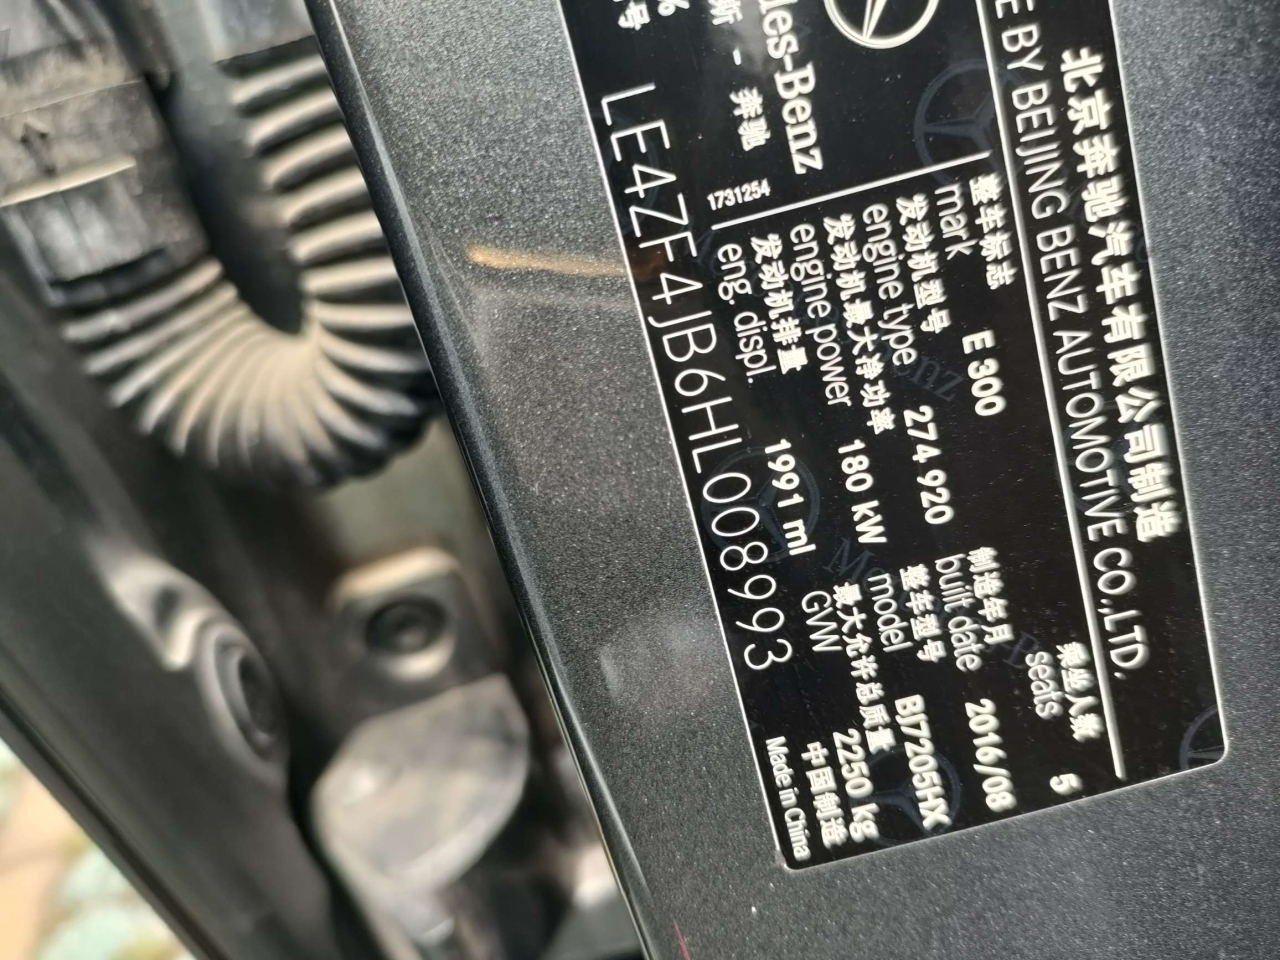 北京奔驰汽车有限公司制造
E BY BEIJING BENZ AUTOMOTIVE CO.,LTD.
des-Benz
斯 - 奔驰
1731254
乘坐人数 5
seats
整车标志 E 300
mark
制造年月 2016/08
built date
发动机型号 274 920
engine type
整车型号 BJ7205HX
model
发动机最大净功率 180 kW
engine power
最大允许总质量 2250 kg
GVW
发动机排量 1991 ml
eng. displ.
中国制造
Made in China
号 LE4ZF4JB6HL008993
Mercedes-Benz